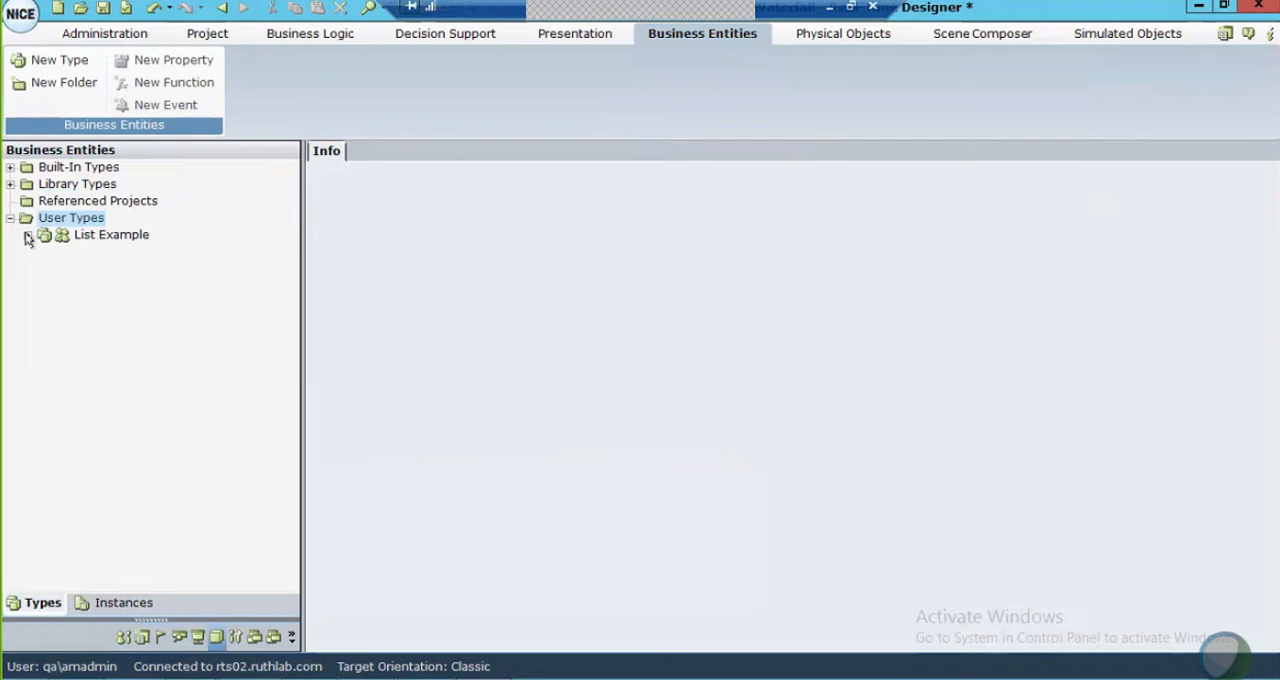 NICE
Designer *
Administration Project Business Logic Decision Support Presentation Business Entities Physical Objects Scene Composer Simulated Objects
New Type New Property
New Folder New Function
New Event
Business Entities
Business Entities
Info
Built-In Types
Library Types
Referenced Projects
User Types
List Example
Types Instances
Activate Windows
Go to System in Control Panel to activate
User: qa\amadmin Connected to rts02.ruthlab.com Target Orientation: Classic